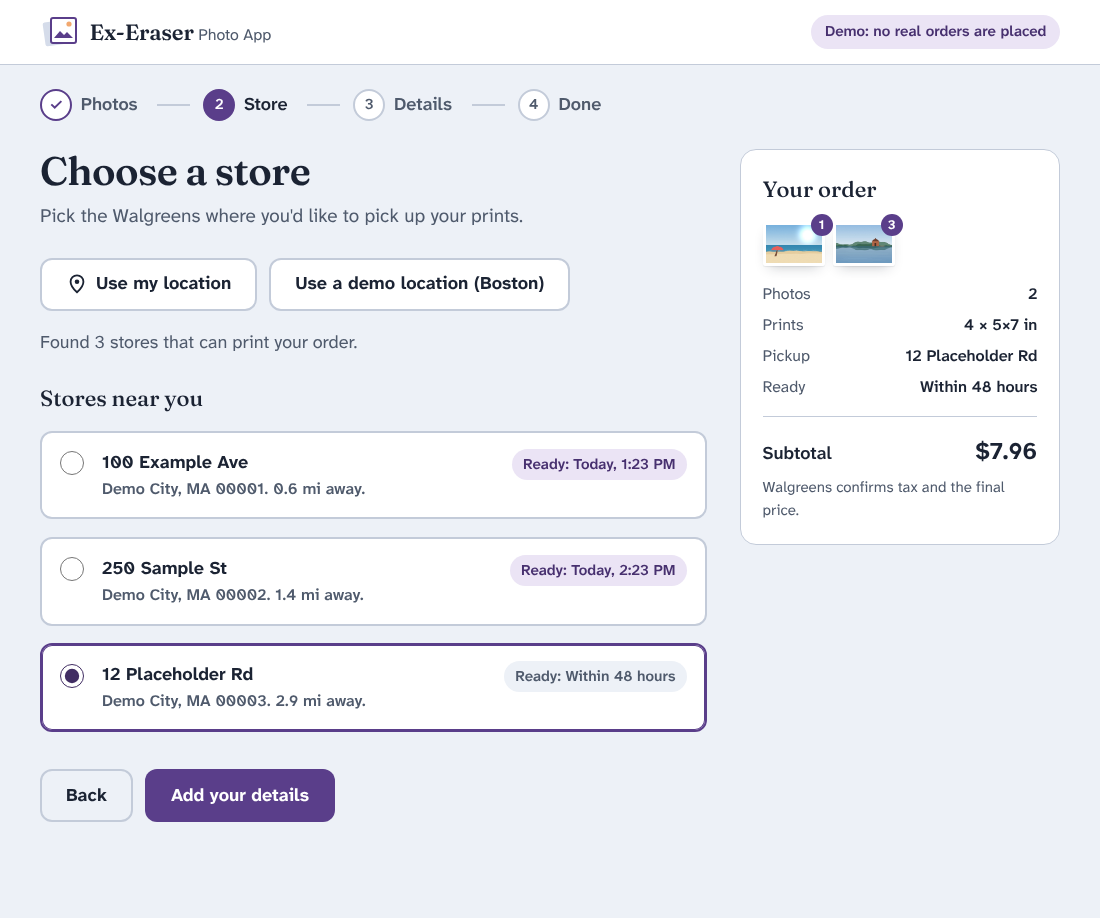 Ex-Eraser Photo App
Demo: no real orders are placed
Photos
2 Store
3 Details
4 Done
Choose a store
Pick the Walgreens where you'd like to pick up your prints.
Use my location
Use a demo location (Boston)
Found 3 stores that can print your order.
Stores near you
100 Example Ave
Ready: Today, 1:23 PM
Demo City, MA 00001. 0.6 mi away.
250 Sample St
Ready: Today, 2:23 PM
Demo City, MA 00002. 1.4 mi away.
12 Placeholder Rd
Ready: Within 48 hours
Demo City, MA 00003. 2.9 mi away.
Back
Add your details
Your order
1
3
Photos 2
Prints 4 × 5×7 in
Pickup 12 Placeholder Rd
Ready Within 48 hours
Subtotal $7.96
Walgreens confirms tax and the final
price.